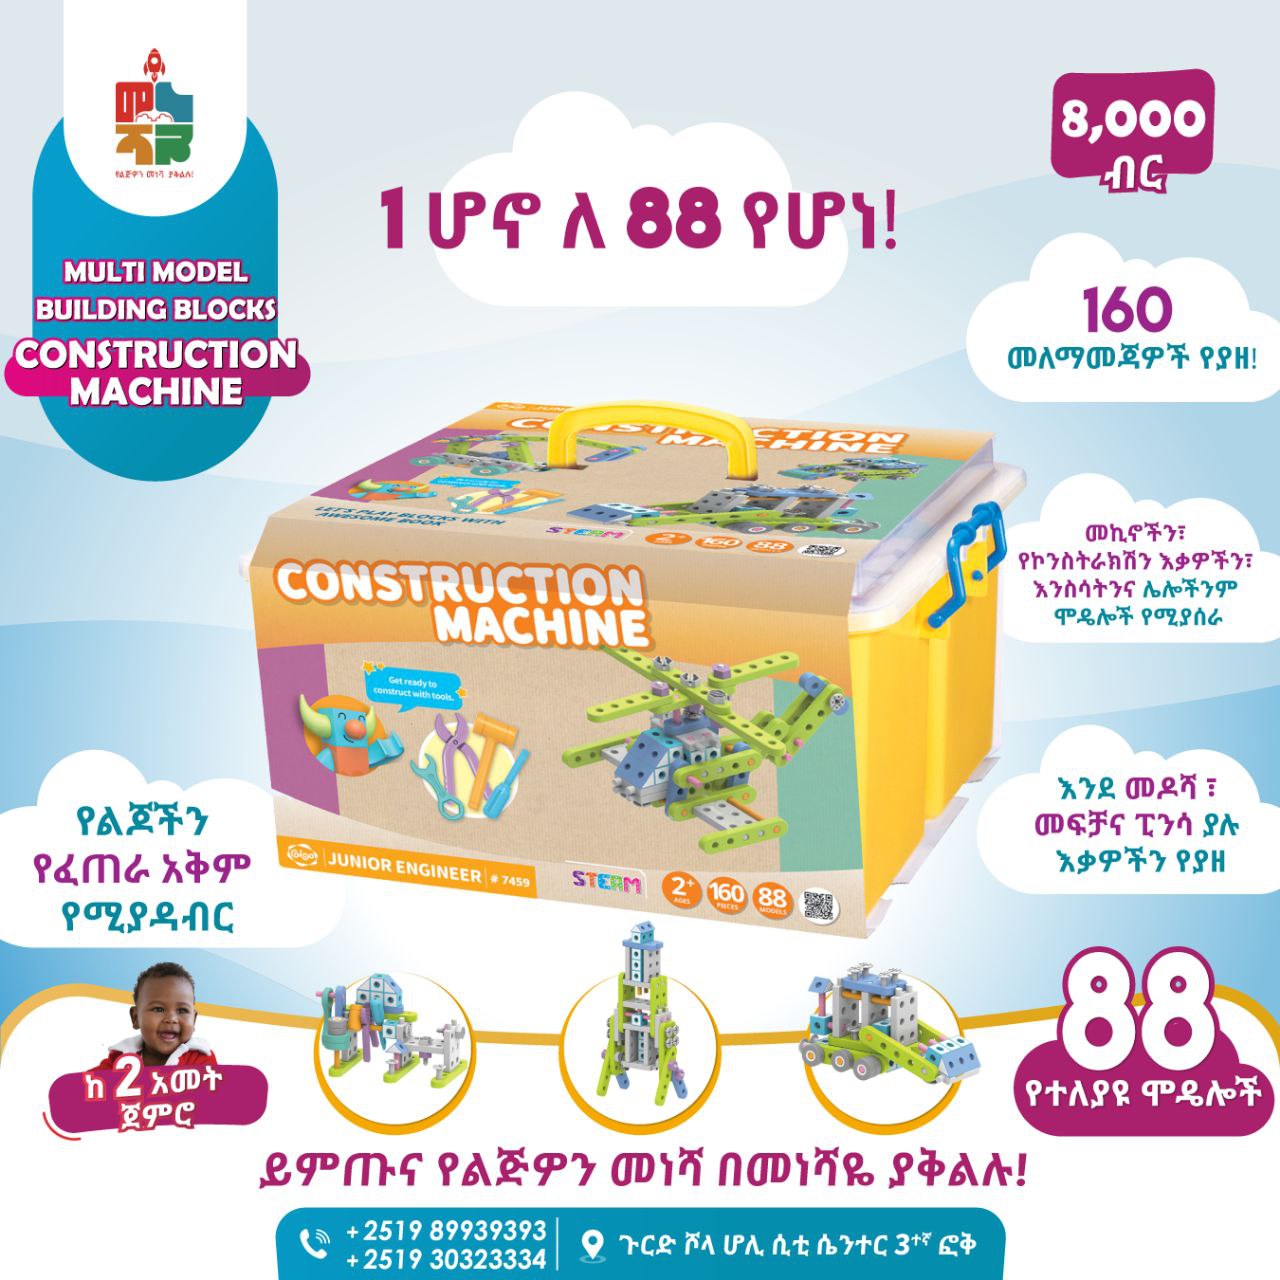 መነሻዬ
የልጅዎን መነሻ ያቅልሉ!
MULTI MODEL
BUILDING BLOCKS
CONSTRUCTION
MACHINE
1 ሆኖ ለ 88 የሆነ!
8,000
ብር
160
መለማመጃዎች የያዘ!
CONSTRUCTION
MACHINE
LET'S PLAY BLOCKS WITH
AWESOME BOOK
STEAM
2+
160
88
CONSTRUCTION
MACHINE
Get ready to
construct with tools.
JUNIOR ENGINEER # 7459
STEAM
2+
AGES
160
PIECES
88
MODELS
መኪኖችን፣
የኮንስትራክሽን እቃዎችን፣
እንስሳትንና ሌሎችንም
ሞዴሎች የሚያሰራ
እንደ መዶሻ ፣
መፍቻና ፒንሳ ያሉ
እቃዎችን የያዘ
የልጆችን
የፈጠራ አቅም
የሚያዳብር
ከ 2 አመት
ጀምሮ
88
የተለያዩ ሞዴሎች
ይምጡና የልጅዎን መነሻ በመነሻዬ ያቅልሉ!
+2519 89939393
+2519 30323334
ጉርድ ሾላ ሆሊ ሲቲ ሴንተር 3ተኛ ፎቅ